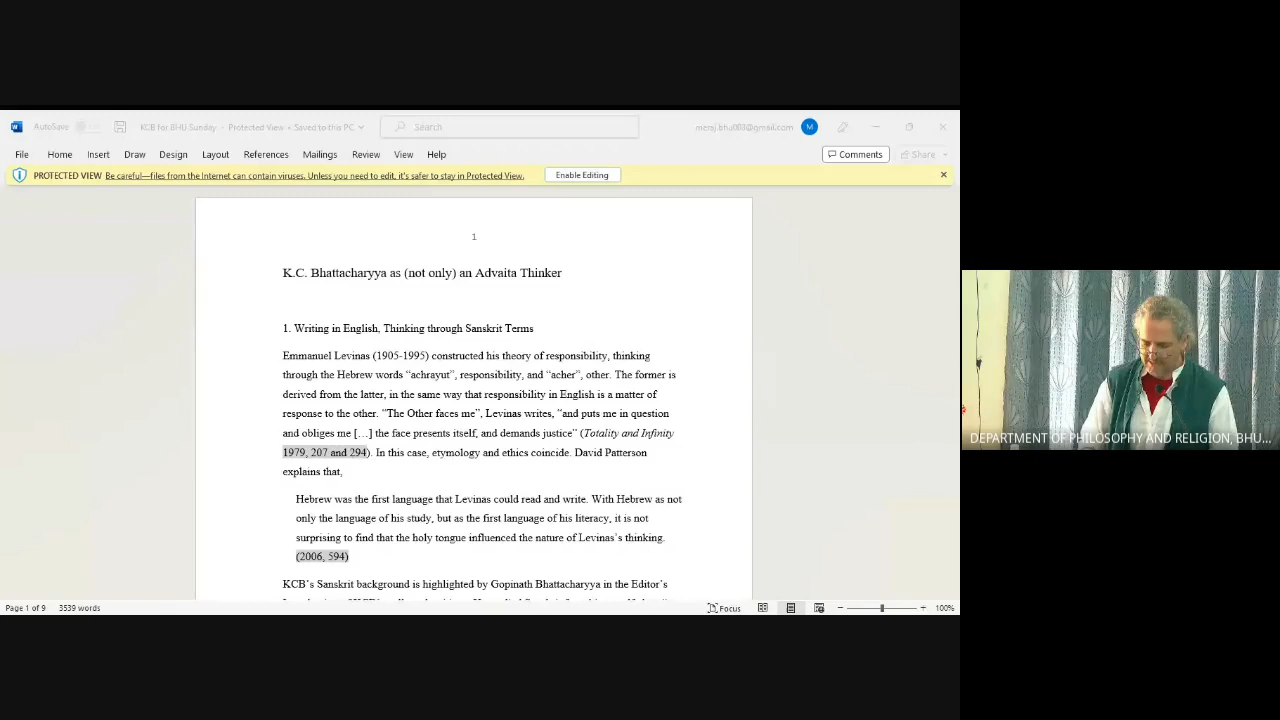 AutoSave
KCB for BHU Sunday - Protected View • Saved to this PC
Search
meraj.bhu003@gmail.com
M
File Home Insert Draw Design Layout References Mailings Review View Help
Comments
Share
PROTECTED VIEW Be careful—files from the Internet can contain viruses. Unless you need to edit, it's safer to stay in Protected View.
Enable Editing
1
K.C. Bhattacharyya as (not only) an Advaita Thinker
1. Writing in English, Thinking through Sanskrit Terms
Emmanuel Levinas (1905-1995) constructed his theory of responsibility, thinking
through the Hebrew words “achrayut”, responsibility, and “acher”, other. The former is
derived from the latter, in the same way that responsibility in English is a matter of
response to the other. “The Other faces me”, Levinas writes, “and puts me in question
and obliges me […] the face presents itself, and demands justice” (Totality and Infinity
1979, 207 and 294). In this case, etymology and ethics coincide. David Patterson
explains that,
Hebrew was the first language that Levinas could read and write. With Hebrew as not
only the language of his study, but as the first language of his literacy, it is not
surprising to find that the holy tongue influenced the nature of Levinas’s thinking.
(2006, 594)
KCB’s Sanskrit background is highlighted by Gopinath Bhattacharyya in the Editor’s
DEPARTMENT OF PHILOSOPHY AND RELIGION, BHU...
Page 1 of 9 3539 words
Focus
100%